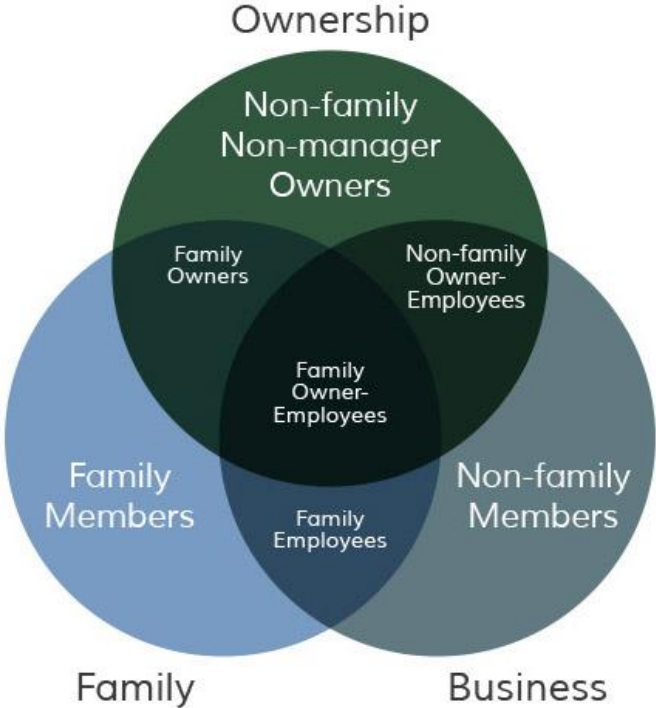 Ownership
Non-family
Non-manager
Owners
Family
Owners
Non-family
Owner-
Employees
Family
Owner-
Employees
Family
Members
Non-family
Members
Family
Employees
Family
Business